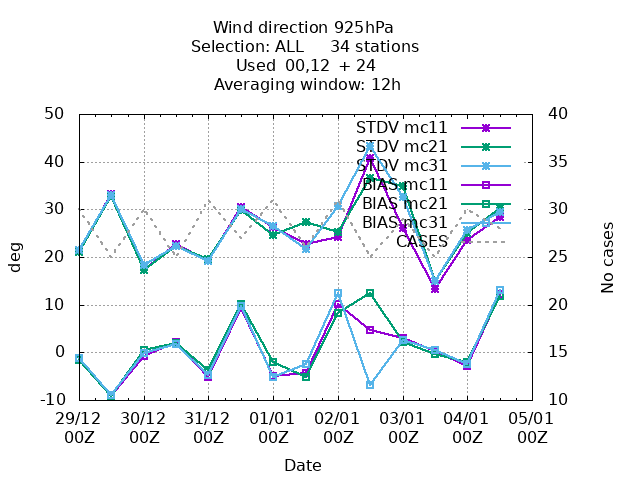 Wind direction 925hPa
Selection: ALL 34 stations
Used 00,12 + 24
Averaging window: 12h
50 40
STDV mc11
STDV mc21
40 35
STDV mc31
BIAS mc11
30 BIAS mc21 30
BIAS mc31
CASES
20 25
deg No cases
10 20
0 15
-10 10
29/12 30/12 31/12 01/01 02/01 03/01 04/01 05/01
00Z 00Z 00Z 00Z 00Z 00Z 00Z 00Z
Date